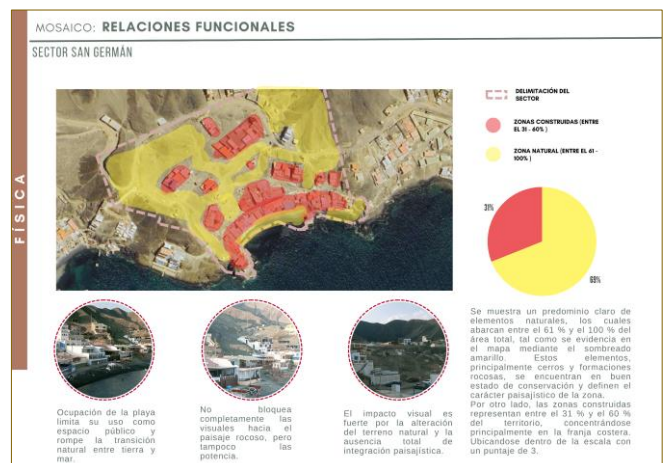 MOSAICO: RELACIONES FUNCIONALES
SECTOR SAN GERMÁN
FÍSICA
DELIMITACIÓN DEL
SECTOR
ZONAS CONSTRUIDAS (ENTRE
EL 31 - 60% )
ZONA NATURAL (ENTRE EL 61 -
100% )
31%
69%
Ocupación de la playa
limita su uso como
espacio público y
rompe la transición
natural entre tierra y
mar.
No bloquea
completamente las
visuales hacia el
paisaje rocoso, pero
tampoco las
potencia.
El impacto visual es
fuerte por la alteración
del terreno natural y la
ausencia total de
integración paisajística.
Se muestra un predominio claro de
elementos naturales, los cuales
abarcan entre el 61 % y el 100 % del
área total, tal como se evidencia en
el mapa mediante el sombreado
amarillo. Estos elementos,
principalmente cerros y formaciones
rocosas, se encuentran en buen
estado de conservación y definen el
carácter paisajístico de la zona.
Por otro lado, las zonas construidas
representan entre el 31 % y el 60 %
del territorio, concentrándose
principalmente en la franja costera.
Ubicandose dentro de la escala con
un puntaje de 3.